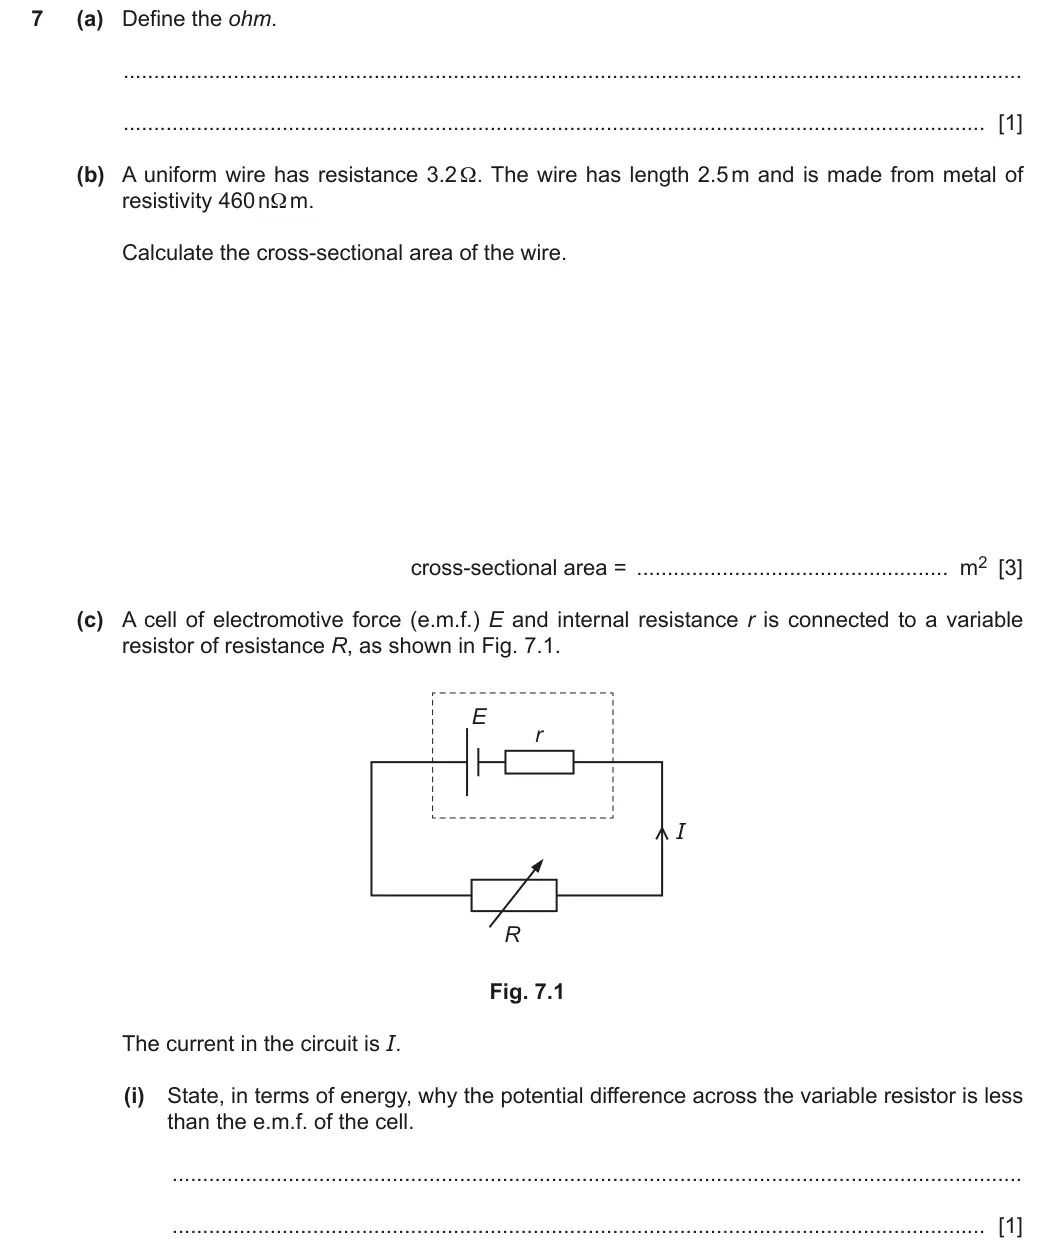 7 (a) Define the ohm.
.......................................................................................................................................................
................................................................................................................................................. [1]
(b) A uniform wire has resistance 3.2 Ω. The wire has length 2.5 m and is made from metal of
resistivity 460 nΩ m.
Calculate the cross-sectional area of the wire.
cross-sectional area = ................................................... m² [3]
(c) A cell of electromotive force (e.m.f.) E and internal resistance r is connected to a variable
resistor of resistance R, as shown in Fig. 7.1.
E
r
I
R
Fig. 7.1
The current in the circuit is I.
(i) State, in terms of energy, why the potential difference across the variable resistor is less
than the e.m.f. of the cell.
...............................................................................................................................................
......................................................................................................................................... [1]